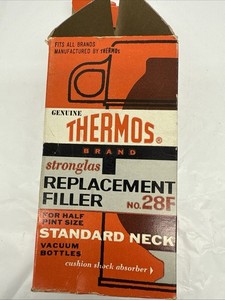 FITS ALL BRANDS
MANUFACTURED BY THERMOS
GENUINE
THERMOS®
BRAND
stronglas
REPLACEMENT
FILLER NO. 28F
FOR HALF
PINT SIZE
STANDARD NECK
VACUUM
BOTTLES
cushion shock absorber